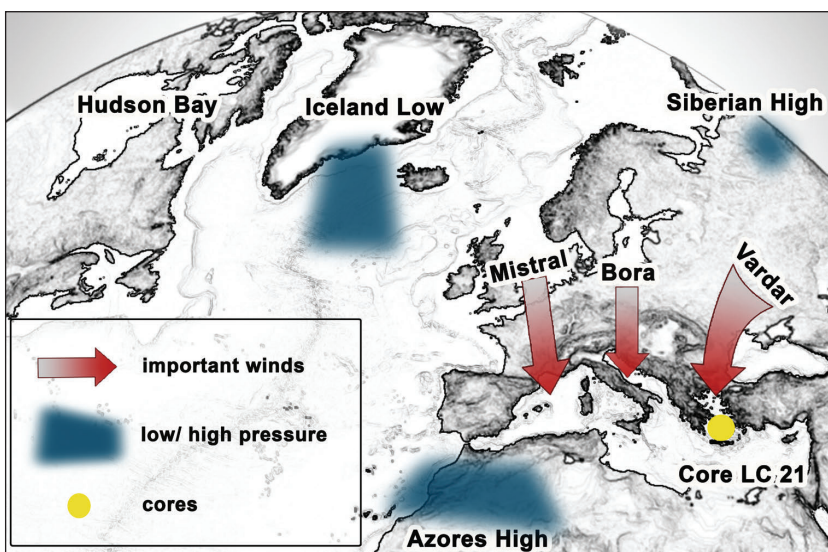 Hudson Bay
Iceland Low
Siberian High
Mistral
Bora
Vardar
important winds
low/ high pressure
cores
Core LC 21
Azores High